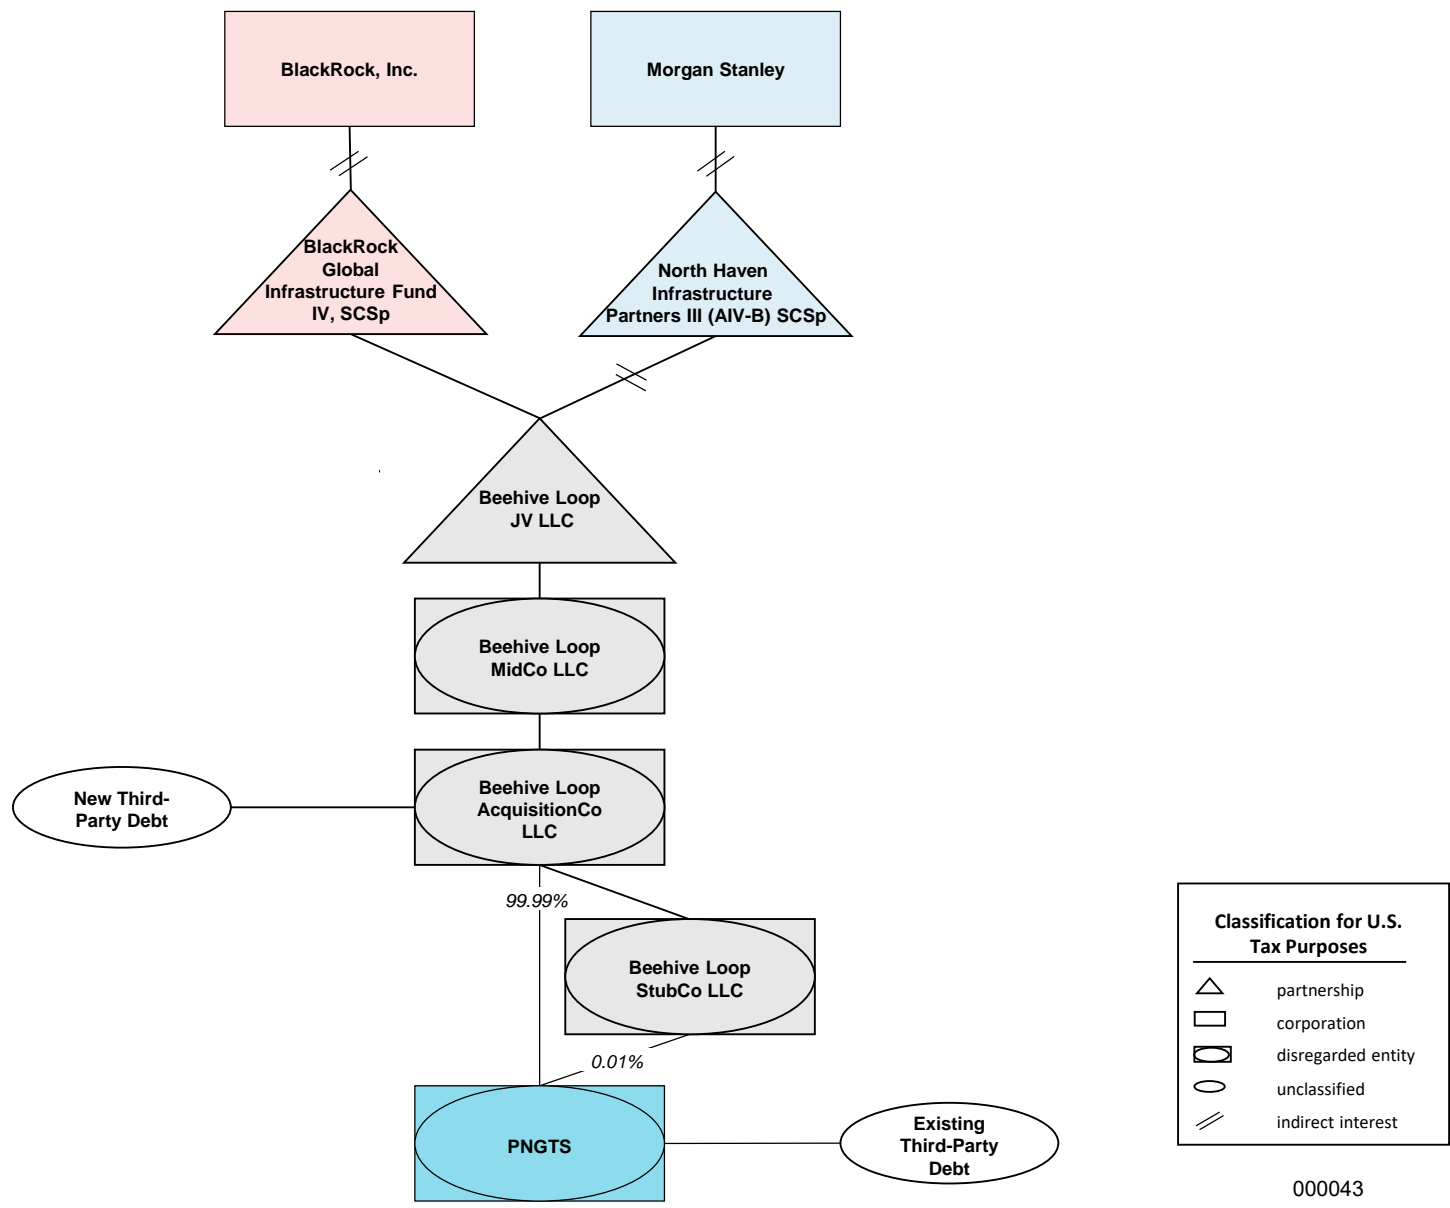 BlackRock, Inc.
Morgan Stanley
BlackRock
Global
Infrastructure Fund
IV, SCSp
North Haven
Infrastructure
Partners III (AIV-B) SCSp
Beehive Loop
JV LLC
Beehive Loop
MidCo LLC
New Third-
Party Debt
Beehive Loop
AcquisitionCo
LLC
99.99%
Beehive Loop
StubCo LLC
0.01%
PNGTS
Existing
Third-Party
Debt
Classification for U.S.
Tax Purposes
partnership
corporation
disregarded entity
unclassified
indirect interest
000043